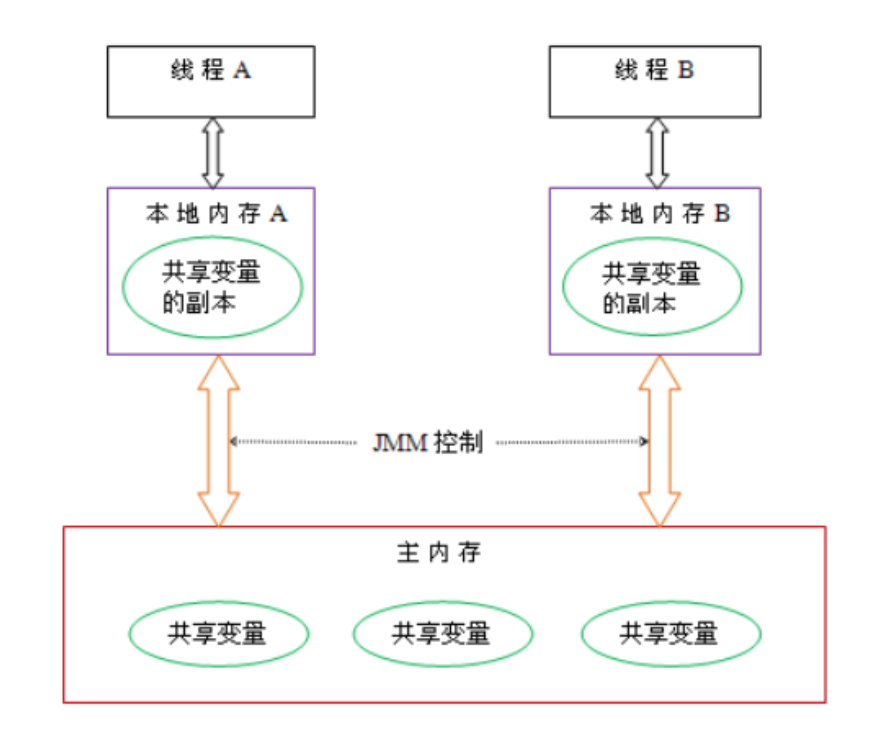 线程 A
线程 B
本地内存 A
本地内存 B
共享变量
的副本
共享变量
的副本
JMM 控制
主内存
共享变量
共享变量
共享变量